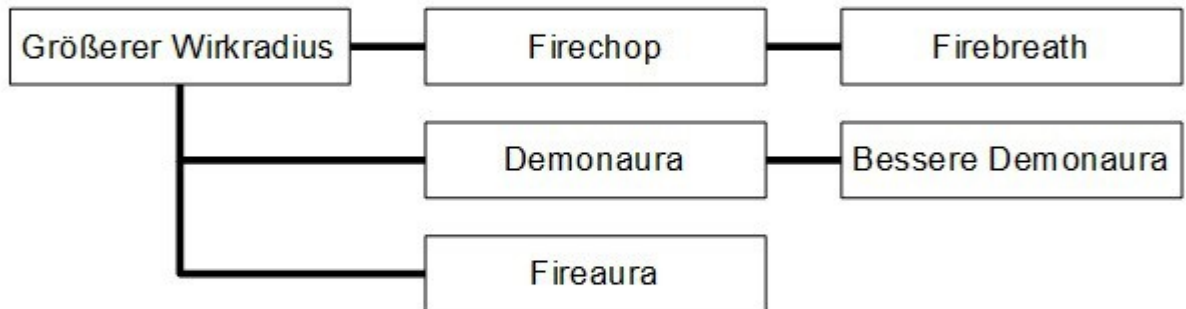 Größerer Wirkradius
Firechop
Firebreath
Demonaura
Bessere Demonaura
Fireaura